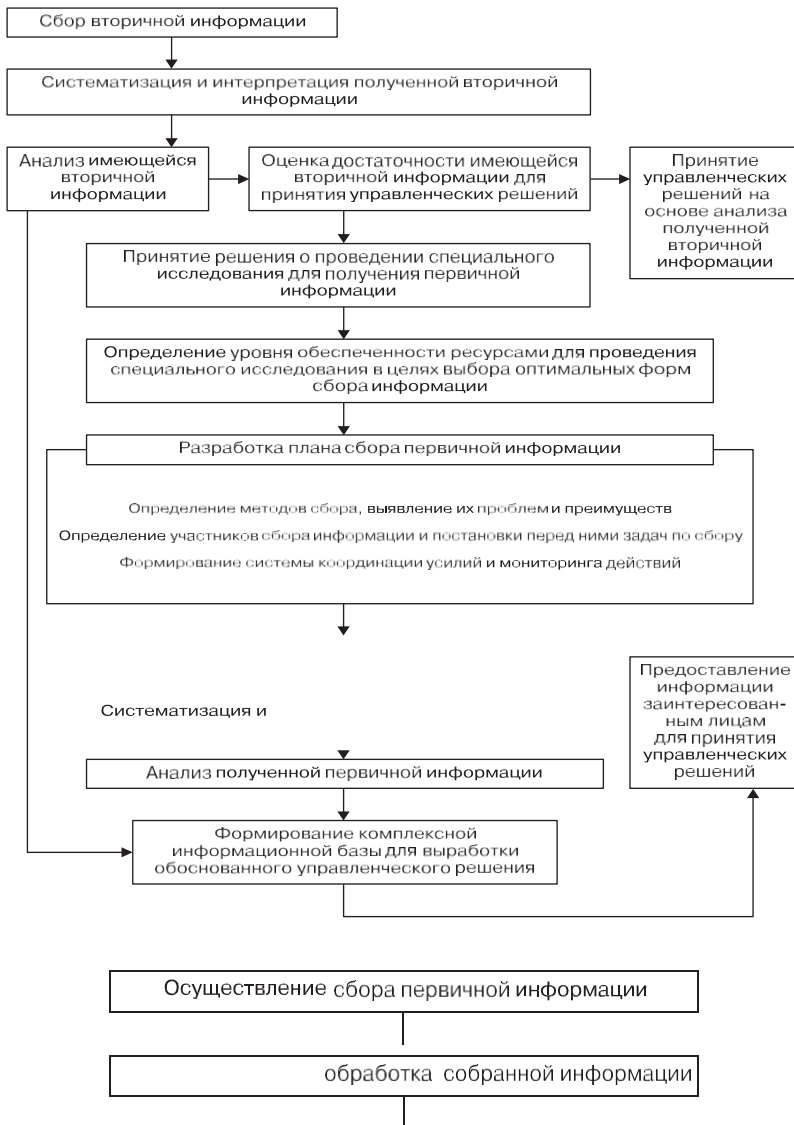 Сбор вторичной информации
Систематизация и интерпретация полученной вторичной
информации
Анализ имеющейся
вторичной
информации
Оценка достаточности имеющейся
вторичной информации для
принятия управленческих решений
Принятие
управленческих
решений на
основе анализа
полученной
вторичной
информации
Принятие решения о проведении специального
исследования для получения первичной
информации
Определение уровня обеспеченности ресурсами для проведения
специального исследования в целях выбора оптимальных форм
сбора информации
Разработка плана сбора первичной информации
Определение методов сбора, выявление их проблем и преимуществ
Определение участников сбора информации и постановки перед ними задач по сбору
Формирование системы координации усилий и мониторинга действий
Предоставление
информации
заинтересован-
ным лицам
для принятия
управленческих
решений
Систематизация и
Анализ полученной первичной информации
Формирование комплексной
информационной базы для выработки
обоснованного управленческого решения
Осуществление сбора первичной информации
обработка собранной информации